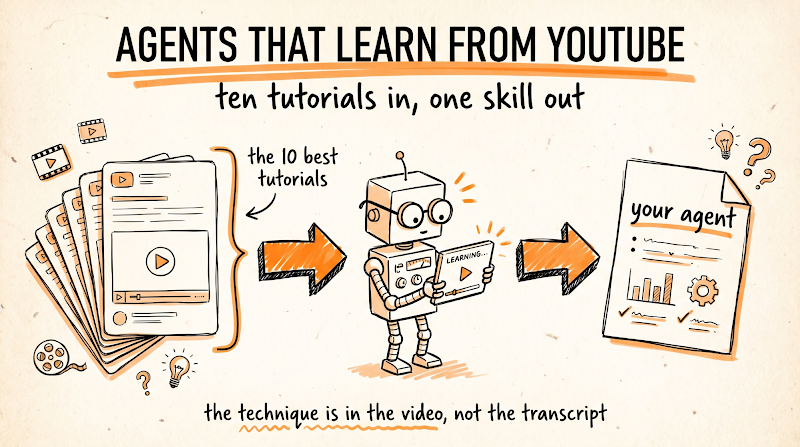 AGENTS THAT LEARN FROM YOUTUBE
ten tutorials in, one skill out
the 10 best
tutorials
LEARNING...
your agent
the technique is in the video, not the transcript